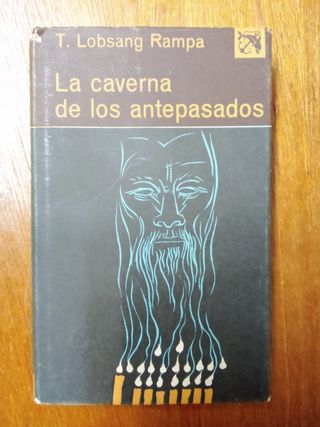 T. Lobsang Rampa
La caverna
de los antepasados